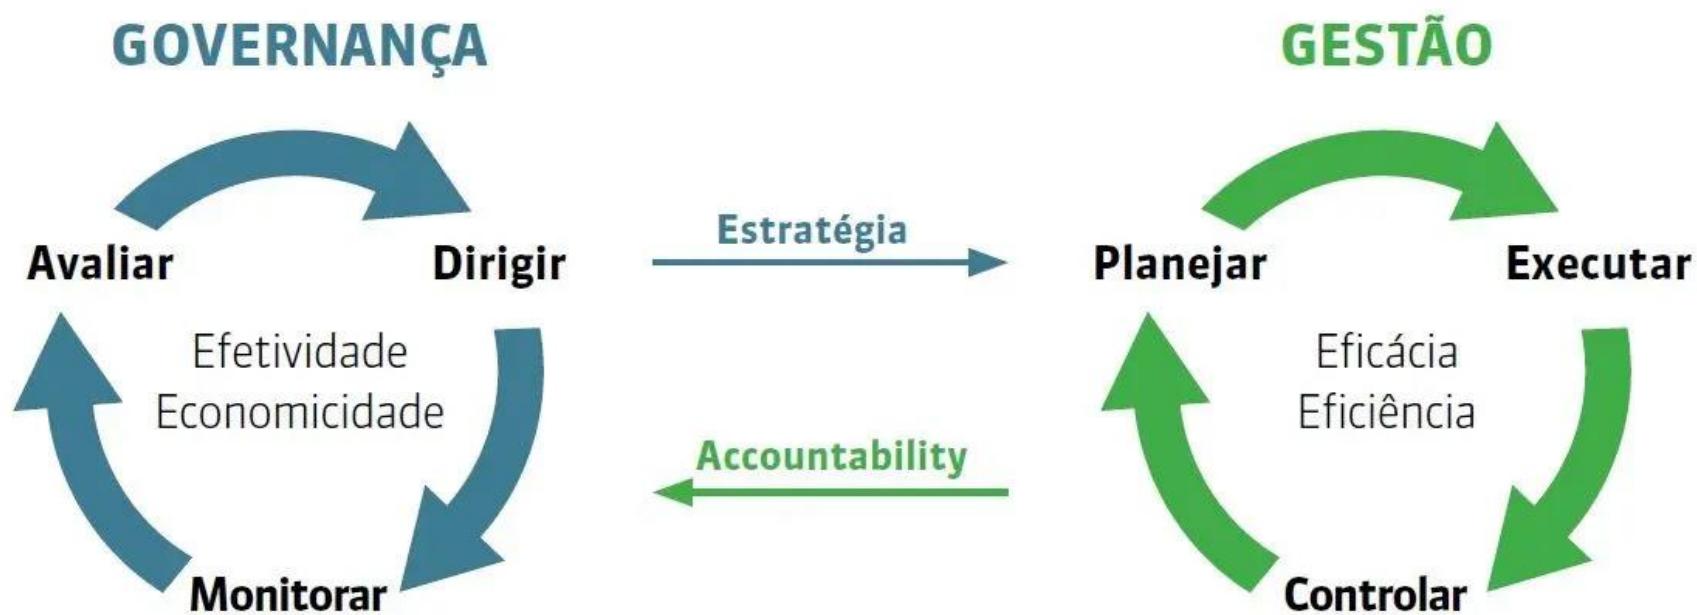 GOVERNANÇA
Avaliar
Dirigir
Efetividade
Economicidade
Monitorar
Estratégia
Accountability
GESTÃO
Planejar
Executar
Eficácia
Eficiência
Controlar